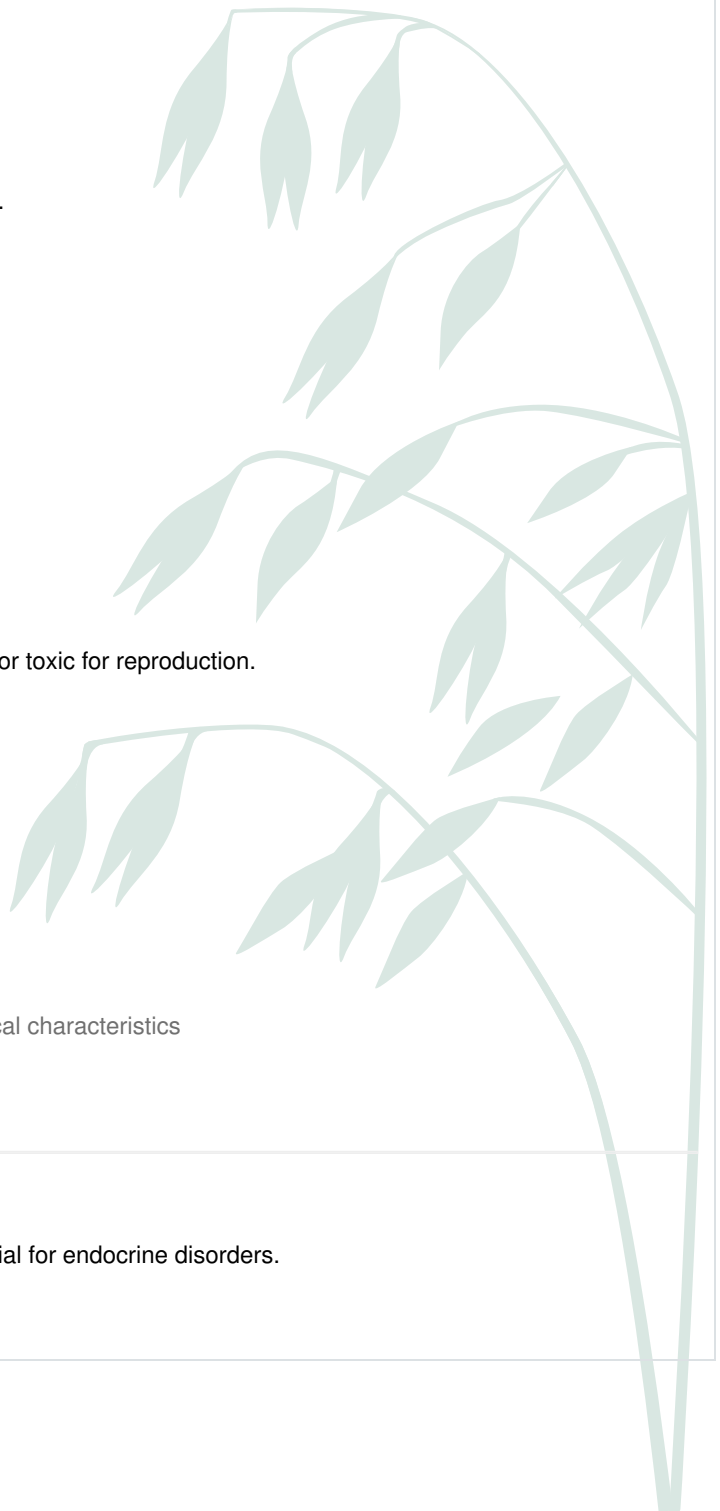 .
or toxic for reproduction.
cal characteristics
ial for endocrine disorders.